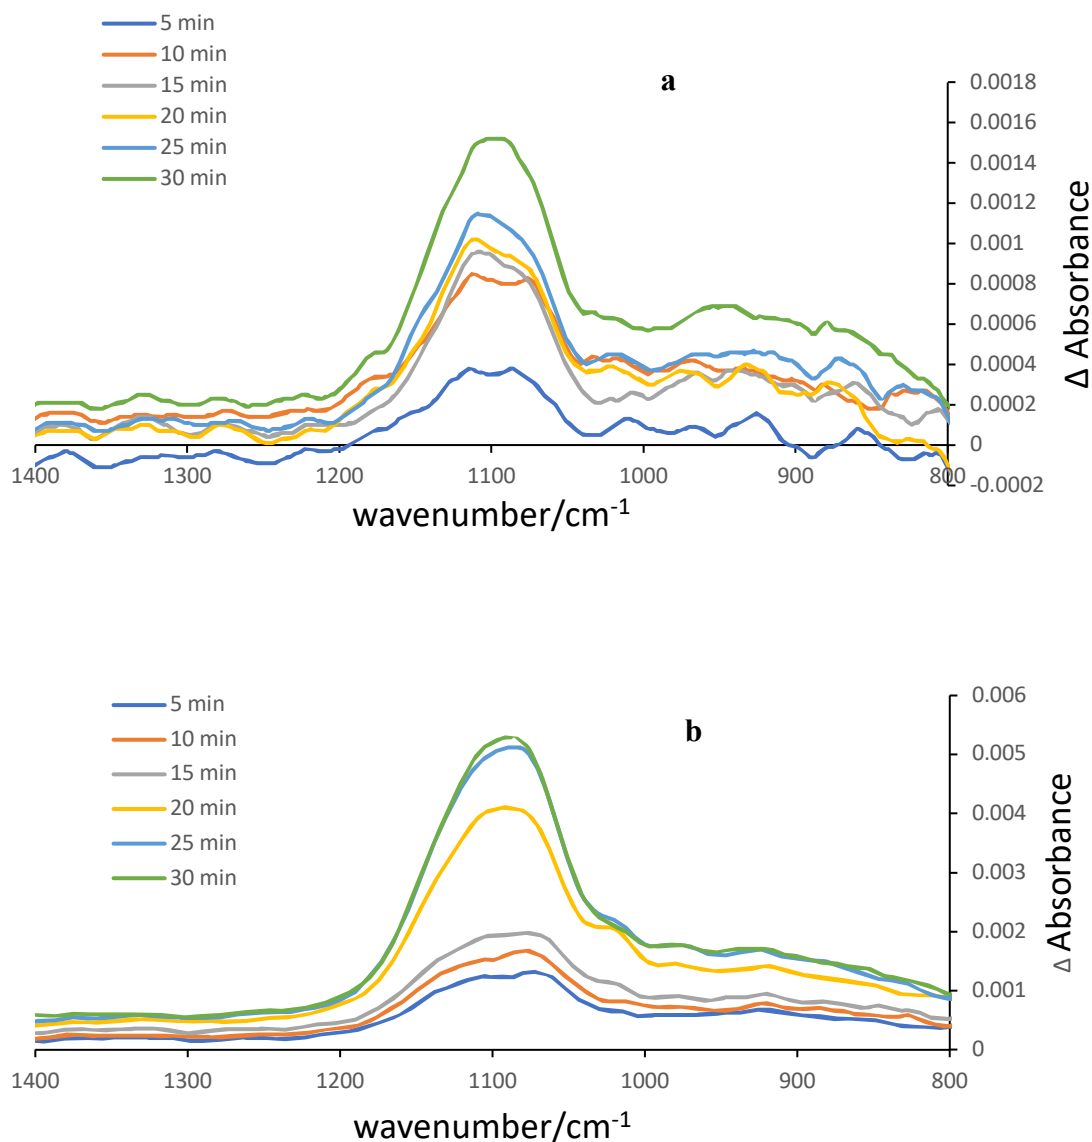 5 min
10 min
15 min
20 min
25 min
30 min
a
0.0018
0.0016
0.0014
0.0012
0.001
0.0008
0.0006
0.0004
0.0002
0
-0.0002
Δ Absorbance
1400 1300 1200 1100 1000 900 800
wavenumber/cm⁻¹
5 min
10 min
15 min
20 min
25 min
30 min
b
0.006
0.005
0.004
0.003
0.002
0.001
0
Δ Absorbance
1400 1300 1200 1100 1000 900 800
wavenumber/cm⁻¹